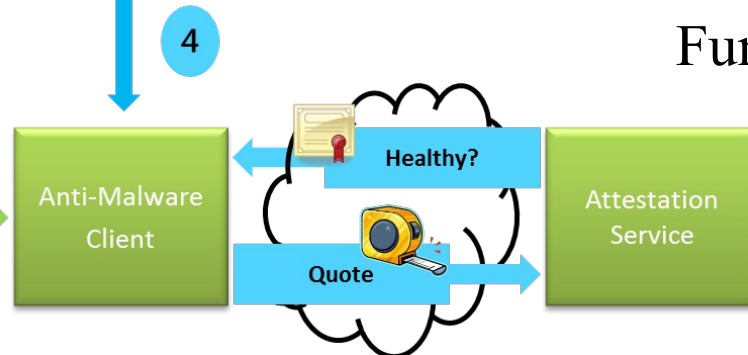 4
Fur
Healthy?
Anti-Malware
Client
Attestation
Service
Quote